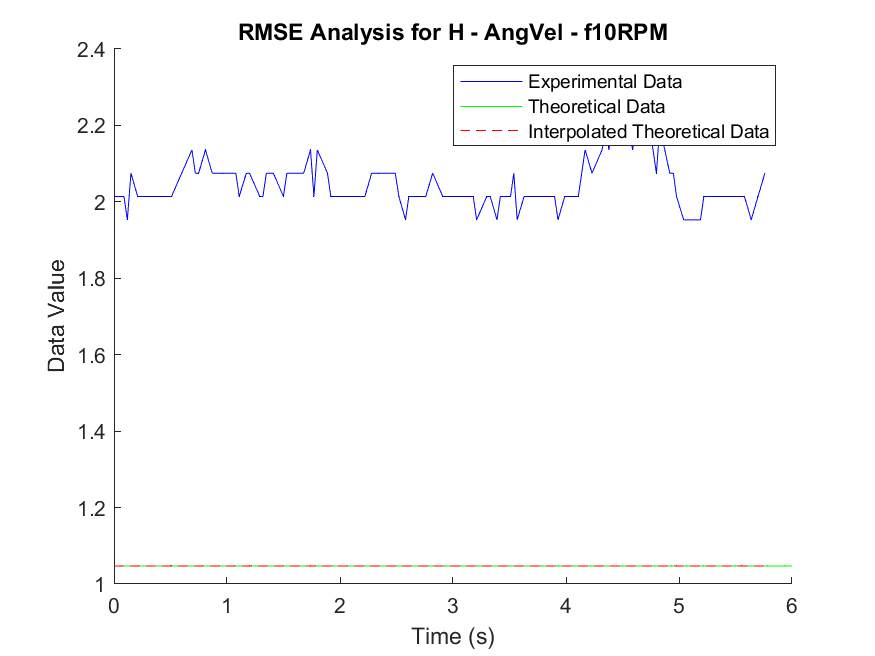 RMSE Analysis for H - AngVel - f10RPM
Experimental Data
Theoretical Data
Interpolated Theoretical Data
Data Value
2.4
2.2
2
1.8
1.6
1.4
1.2
1
0 1 2 3 4 5 6
Time (s)